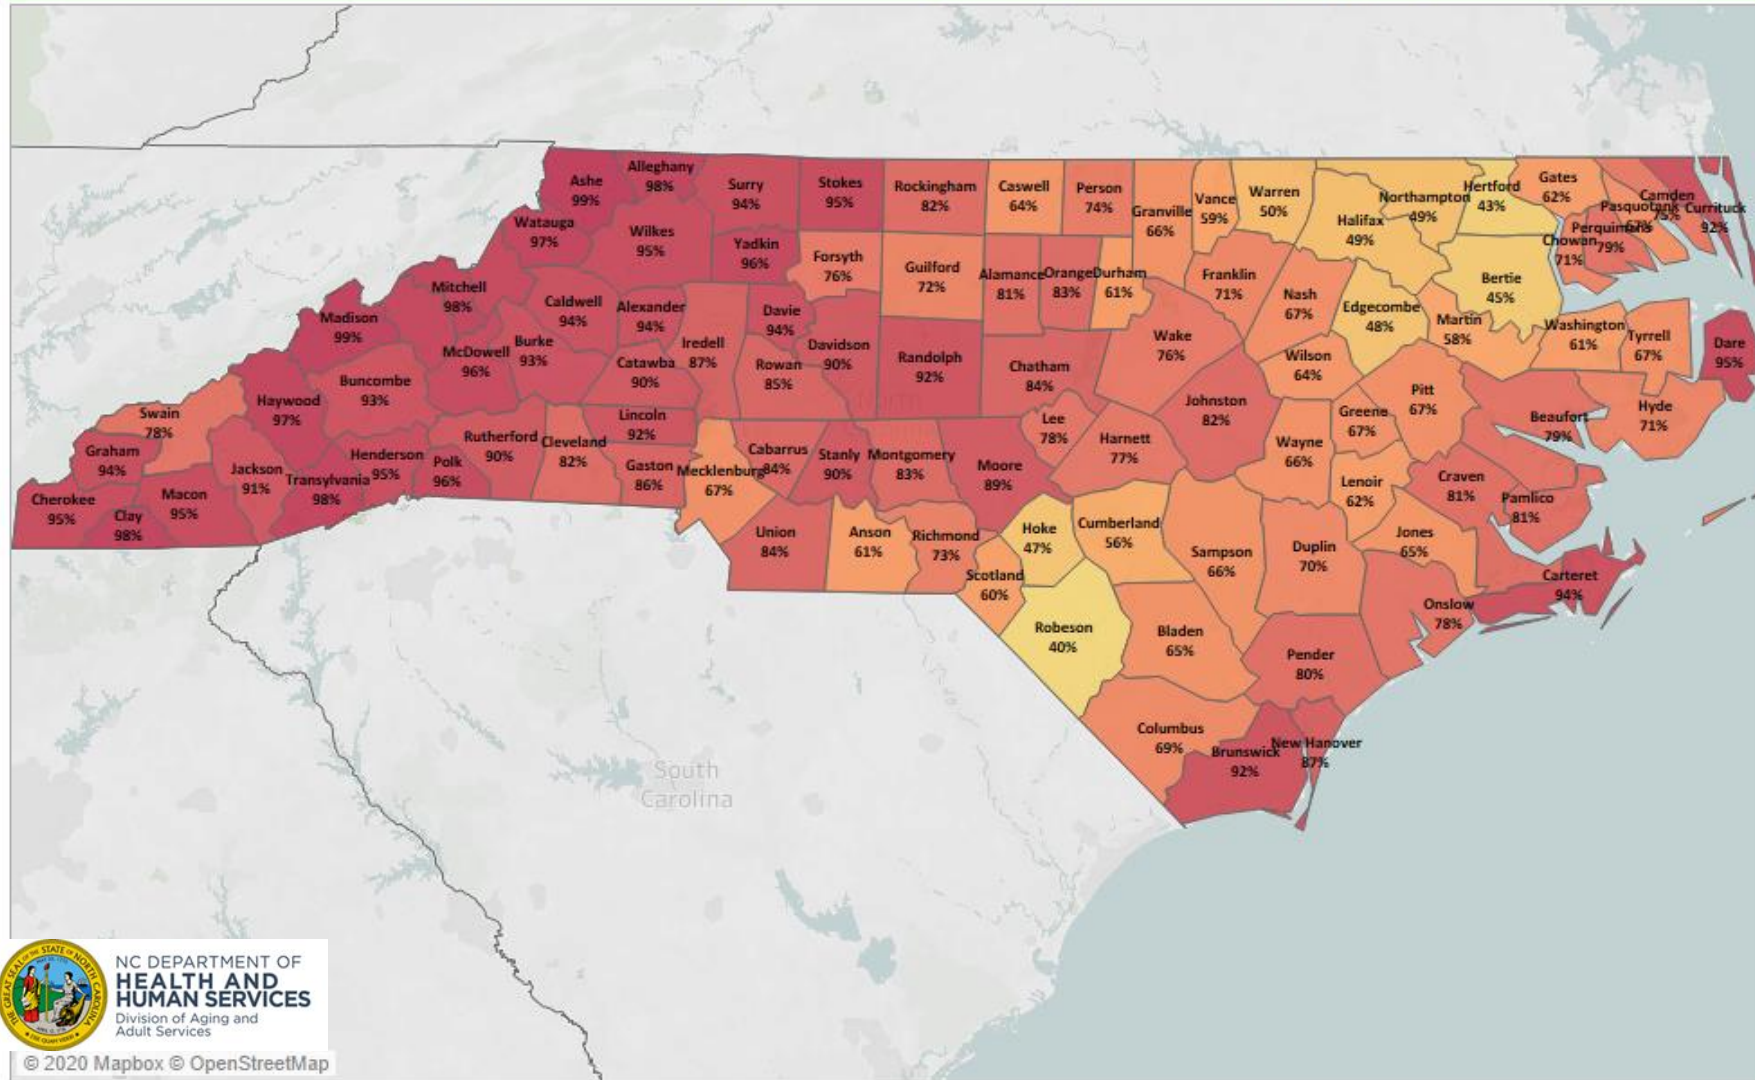 Ashe
99%
Alleghany
98%
Surry
94%
Stokes
95%
Rockingham
82%
Caswell
64%
Person
74%
Granville
66%
Vance
59%
Warren
50%
Halifax
49%
Northampton
49%
Hertford
43%
Gates
62%
Pasquotank
Camden
75%
Currituck
92%
Perquimans
79%
Chowan
71%
Watauga
97%
Wilkes
95%
Yadkin
96%
Forsyth
76%
Guilford
72%
Alamance
81%
Orange
83%
Durham
61%
Franklin
71%
Nash
67%
Edgecombe
48%
Bertie
45%
Martin
58%
Washington
61%
Tyrrell
67%
Dare
95%
Mitchell
98%
Madison
99%
Caldwell
94%
Alexander
94%
Davie
94%
Iredell
87%
Davidson
90%
Burke
93%
McDowell
96%
Catawba
90%
Rowan
85%
Randolph
92%
Chatham
84%
Wake
76%
Wilson
64%
Johnston
82%
Pitt
67%
Greene
67%
Beaufort
79%
Hyde
71%
Buncombe
93%
Haywood
97%
Swain
78%
Graham
94%
Cherokee
95%
Clay
98%
Macon
95%
Jackson
91%
Transylvania
98%
Henderson
95%
Polk
96%
Rutherford
90%
Cleveland
82%
Lincoln
92%
Gaston
86%
Mecklenburg
67%
Cabarrus
84%
Stanly
90%
Montgomery
83%
Moore
89%
Lee
78%
Harnett
77%
Wayne
66%
Lenoir
62%
Craven
81%
Pamlico
81%
Jones
65%
Union
84%
Anson
61%
Richmond
73%
Scotland
60%
Hoke
47%
Cumberland
56%
Sampson
66%
Duplin
70%
Onslow
78%
Carteret
94%
Robeson
40%
Bladen
65%
Pender
80%
Columbus
69%
Brunswick
92%
New Hanover
87%
South
Carolina
NC DEPARTMENT OF
HEALTH AND
HUMAN SERVICES
Division of Aging and
Adult Services
© 2020 Mapbox © OpenStreetMap